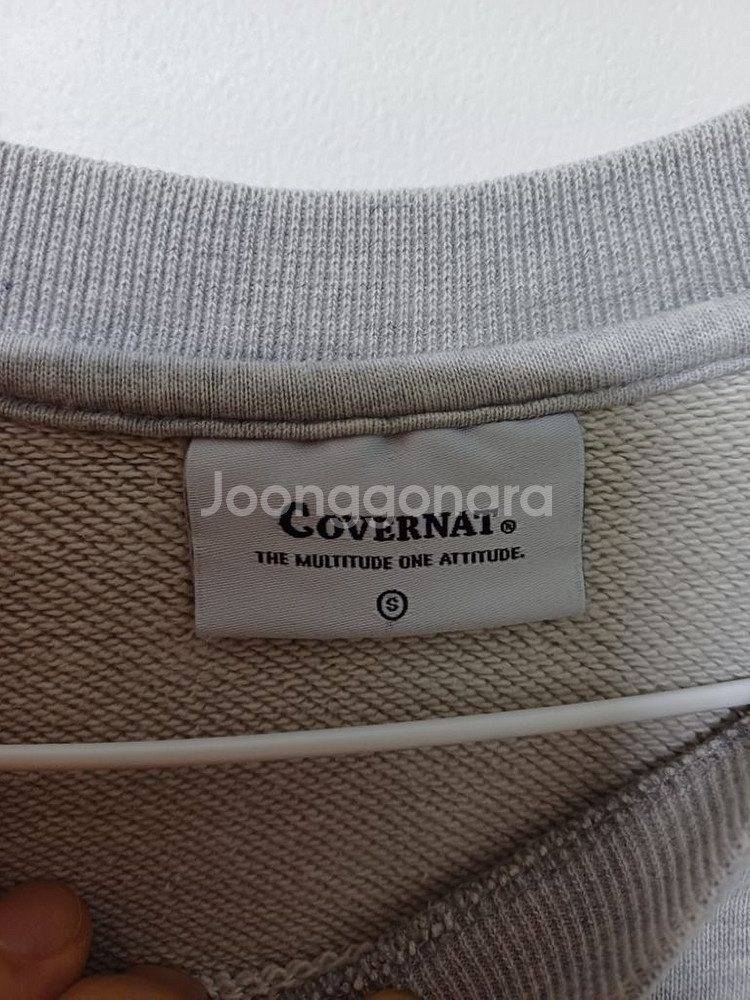 Joonggonara
COVERNAT®
THE MULTITUDE ONE ATTITUDE.
S